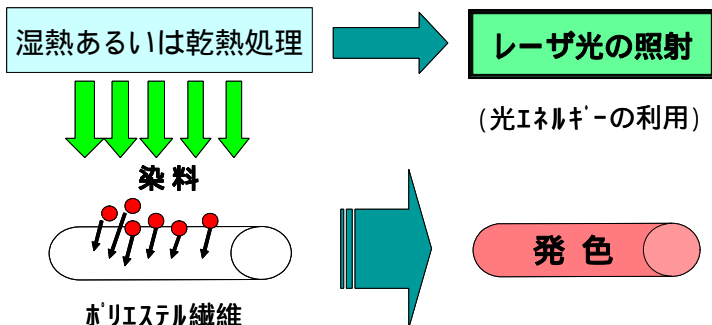 湿熱あるいは乾熱処理
レーザ光の照射
(光ｴﾈﾙｷﾞｰの利用)
染料
発色
ﾎﾟﾘｴｽﾃﾙ繊維